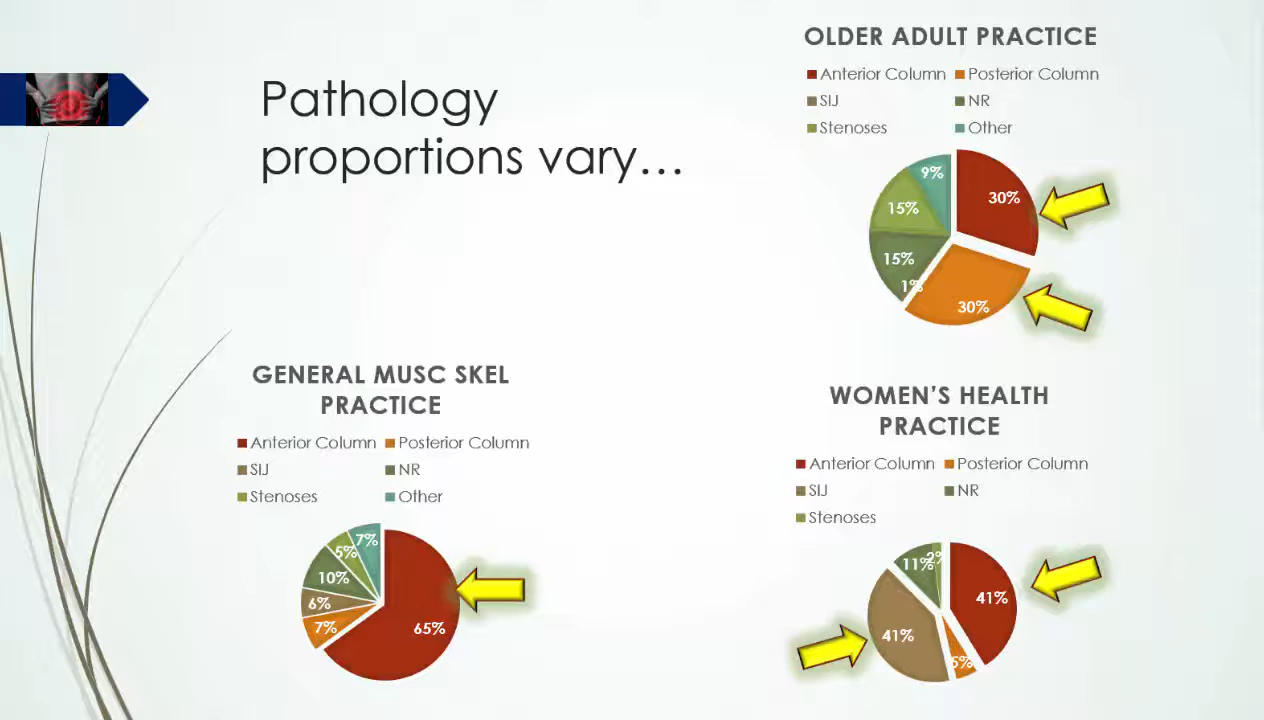 Pathology
proportions vary…
OLDER ADULT PRACTICE
Anterior Column Posterior Column
SIJ NR
Stenoses Other
9%
30%
15%
15%
1%
30%
GENERAL MUSC SKEL
PRACTICE
Anterior Column Posterior Column
SIJ NR
Stenoses Other
7%
5%
10%
6%
7%
65%
WOMEN’S HEALTH
PRACTICE
Anterior Column Posterior Column
SIJ NR
Stenoses
2%
11%
41%
41%
5%